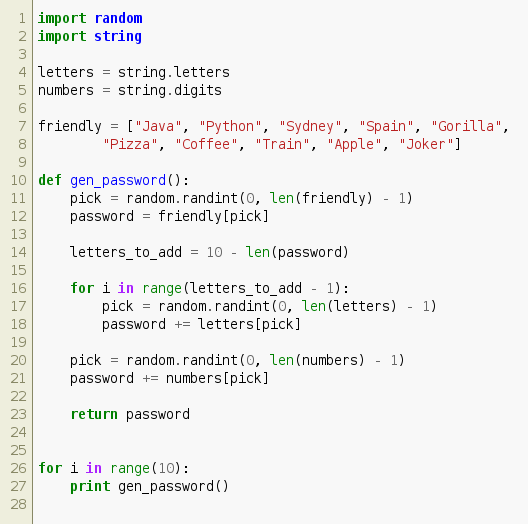 1 import random
2 import string
3
4 letters = string.letters
5 numbers = string.digits
6
7 friendly = ["Java", "Python", "Sydney", "Spain", "Gorilla",
8         "Pizza", "Coffee", "Train", "Apple", "Joker"]
9
10 def gen_password():
11     pick = random.randint(0, len(friendly) - 1)
12     password = friendly[pick]
13
14     letters_to_add = 10 - len(password)
15
16     for i in range(letters_to_add - 1):
17         pick = random.randint(0, len(letters) - 1)
18         password += letters[pick]
19
20     pick = random.randint(0, len(numbers) - 1)
21     password += numbers[pick]
22
23     return password
24
25
26 for i in range(10):
27     print gen_password()
28